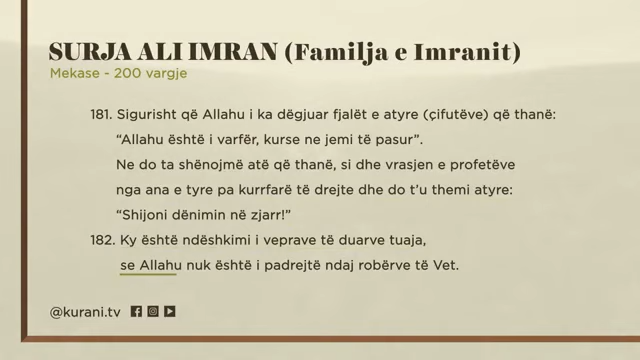 SURJA ALI IMRAN (Familja e Imranit)
Mekase - 200 vargje
181. Sigurisht që Allahu i ka dëgjuar fjalët e atyre (çifutëve) që thanë:
“Allahu është i varfër, kurse ne jemi të pasur”.
Ne do ta shënojmë atë që thanë, si dhe vrasjen e profetëve
nga ana e tyre pa kurrfarë të drejte dhe do t’u themi atyre:
“Shijoni dënimin në zjarr!”
182. Ky është ndëshkimi i veprave të duarve tuaja,
se Allahu nuk është i padrejtë ndaj robërve të Vet.
@kurani.tv